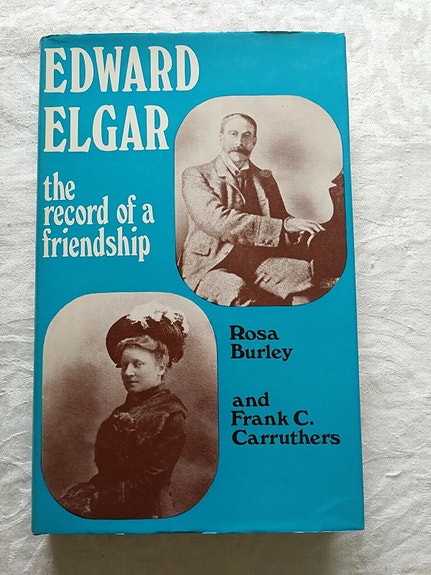 EDWARD
ELGAR
the
record of a
friendship
Rosa
Burley
and
Frank C.
Carruthers